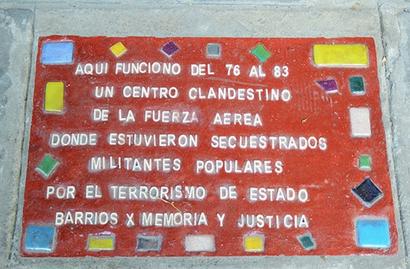 AQUI FUNCIONO DEL 76 AL 83
UN CENTRO CLANDESTINO
DE LA FUERZA AEREA
DONDE ESTUVIERON SECUESTRADOS
MILITANTES POPULARES
POR EL TERRORISMO DE ESTADO
BARRIOS X MEMORIA Y JUSTICIA